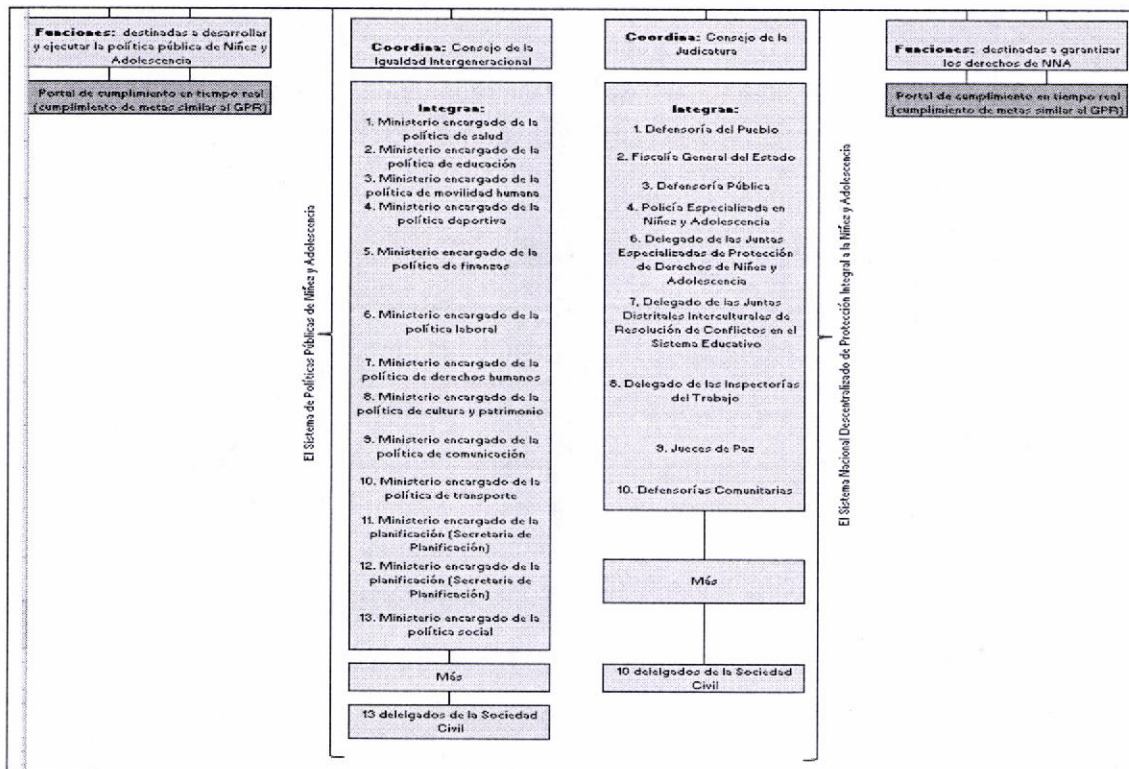 Funciones: destinadas a desarrollar
y ejecutar la política pública de Niñez y
Adolescencia
Portal de cumplimiento en tiempo real
(cumplimiento de metas similar al GPR)
El Sistema de Políticas Públicas de Niñez y Adolescencia
Coordina: Consejo de la
Igualdad Intergeneracional
Integran:
1. Ministerio encargado de la
política de salud
2. Ministerio encargado de la
política de educación
3. Ministerio encargado de la
política de movilidad humana
4. Ministerio encargado de la
política deportiva
5. Ministerio encargado de la
política de finanzas
6. Ministerio encargado de la
política laboral
7. Ministerio encargado de la
política de derechos humanos
8. Ministerio encargado de la
política de cultura y patrimonio
9. Ministerio encargado de la
política de comunicación
10. Ministerio encargado de la
política de transporte
11. Ministerio encargado de la
planificación (Secretaria de
Planificación)
12. Ministerio encargado de la
planificación (Secretaria de
Planificación)
13. Ministerio encargado de la
política social
Más
13 delelgados de la Sociedad
Civil
Coordina: Consejo de la
Judicatura
Integran:
1. Defensoría del Pueblo
2. Fiscalía General del Estado
3. Defensoría Pública
4. Policía Especializada en
Niñez y Adolescencia
6. Delegado de las Juntas
Especializadas de Protección
de Derechos de Niñez y
Adolescencia
7. Delegado de las Juntas
Distritales Interculturales de
Resolución de Conflictos en el
Sistema Educativo
8. Delegado de las Inspectorías
del Trabajo
9. Jueces de Paz
10. Defensorías Comunitarias
Más
10 delelgados de la Sociedad
Civil
El Sistema Nacional Descentralizado de Protección Integral a la Niñez y Adolescencia
Funciones: destinadas a garantizar
los derechos de NNA
Portal de cumplimiento en tiempo real
(cumplimiento de metas similar al GPR)